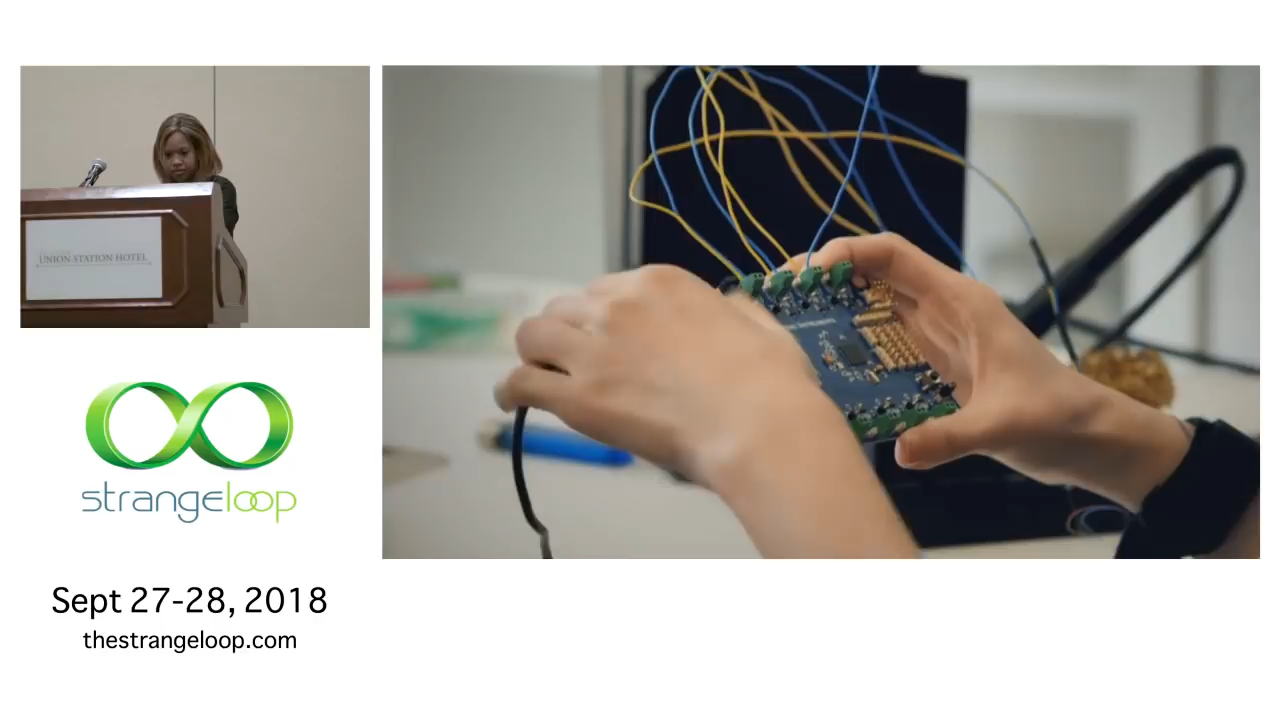 UNION STATION HOTEL
strangeloop
Sept 27-28, 2018
thestrangeloop.com